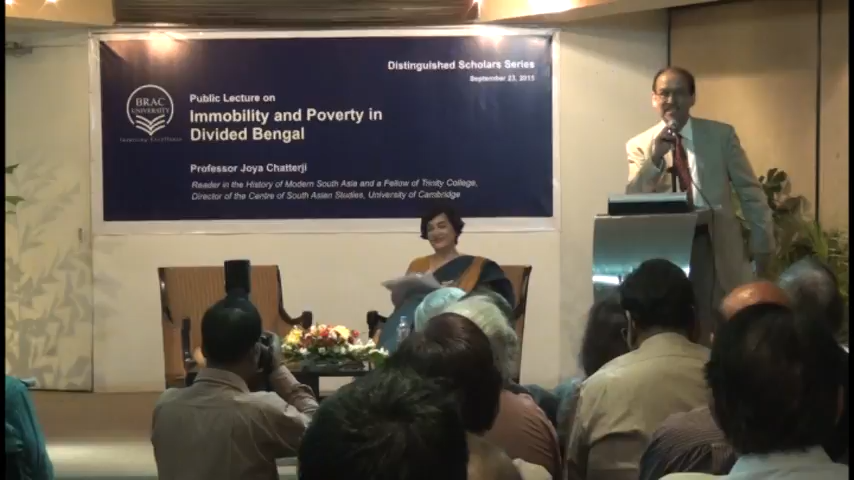 Distinguished Scholars Series
September 23, 2015
BRAC
UNIVERSITY
Inspiring Excellence
Public Lecture on
Immobility and Poverty in
Divided Bengal
Professor Joya Chatterji
Reader in the History of Modern South Asia and a Fellow of Trinity College,
Director of the Centre of South Asian Studies, University of Cambridge